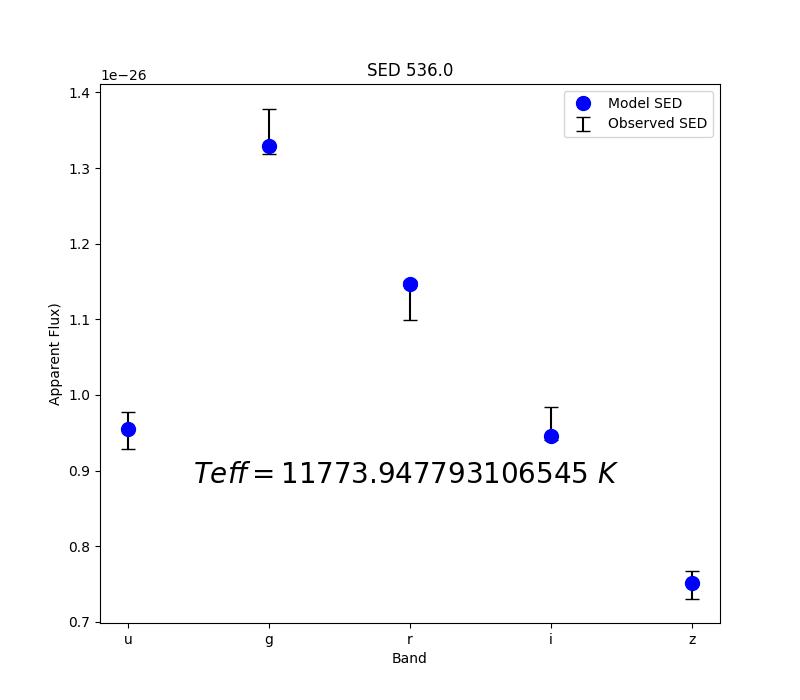 SED 536.0
1e−26
1.4
1.3
1.2
1.1
1.0
0.9
0.8
0.7
Apparent Flux)
Model SED
Observed SED
Teff = 11773.947793106545 K
u g r i z
Band